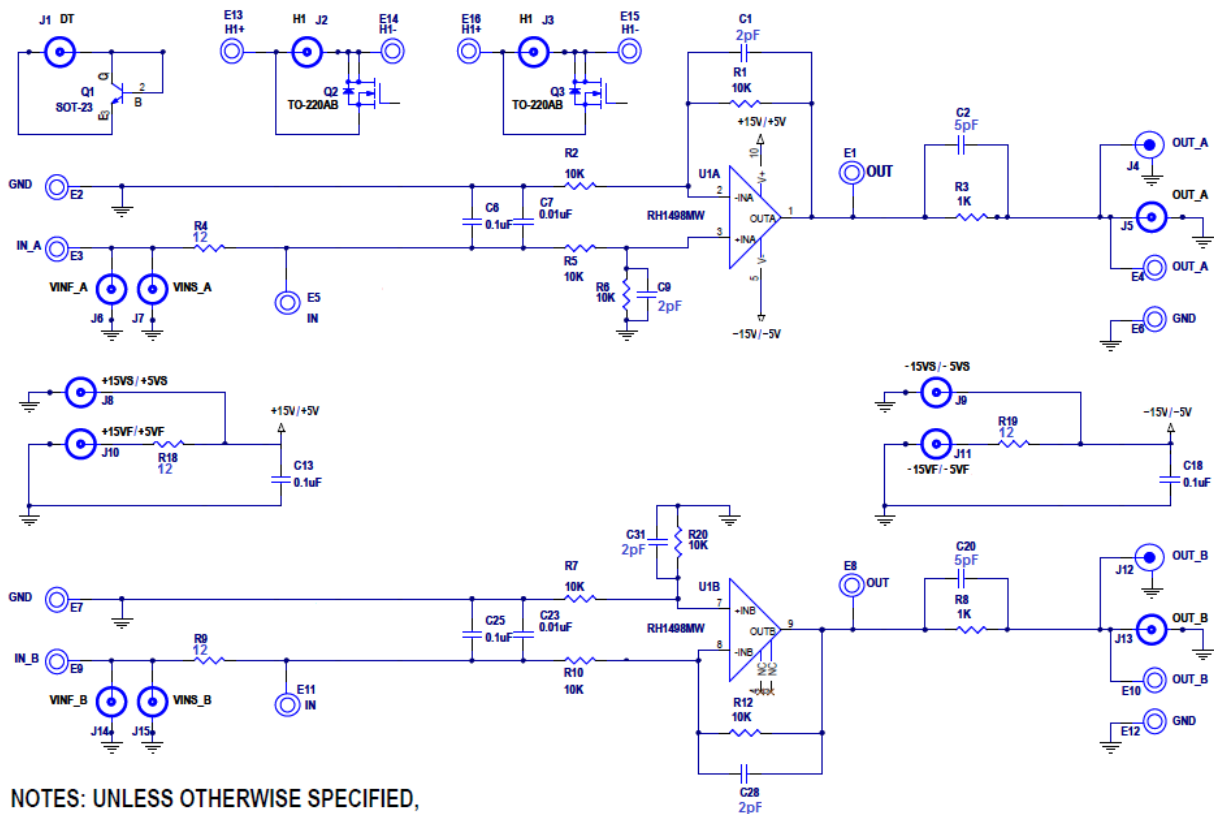 J1 DT
Q1
SOT-23
C
2
B
E
3
E13
H1+
H1 J2
E14
H1-
Q2
TO-220AB
E16
H1+
H1 J3
E15
H1-
Q3
TO-220AB
C1
2pF
R1
10K
+15V/+5V
10
V+
GND
E2
R2
10K
C6
0.1uF
C7
0.01uF
U1A
RH1498MW
2
-INA
OUTA
1
3
+INA
V-
5
−15V/−5V
E1
OUT
C2
5pF
R3
1K
J4
OUT_A
J5
OUT_A
E4
OUT_A
E6
GND
IN_A
E3
R4
12
VINF_A
J6
VINS_A
J7
E5
IN
R5
10K
R6
10K
C9
2pF
+15VS/+5VS
J8
+15V/+5V
+15VF/+5VF
J10
R18
12
C13
0.1uF
-15VS/-5VS
J9
−15V/−5V
R19
12
J11
-15VF/-5VF
C18
0.1uF
C31
2pF
R20
10K
GND
E7
R7
10K
C25
0.1uF
C23
0.01uF
U1B
RH1498MW
7
+INB
OUTB
9
8
-INB
NC
NC
4
E8
OUT
C20
5pF
R8
1K
J12
OUT_B
J13
OUT_B
E10
OUT_B
E12
GND
IN_B
E9
R9
12
VINF_B
J14
VINS_B
J15
E11
IN
R10
10K
R12
10K
C28
2pF
NOTES: UNLESS OTHERWISE SPECIFIED,